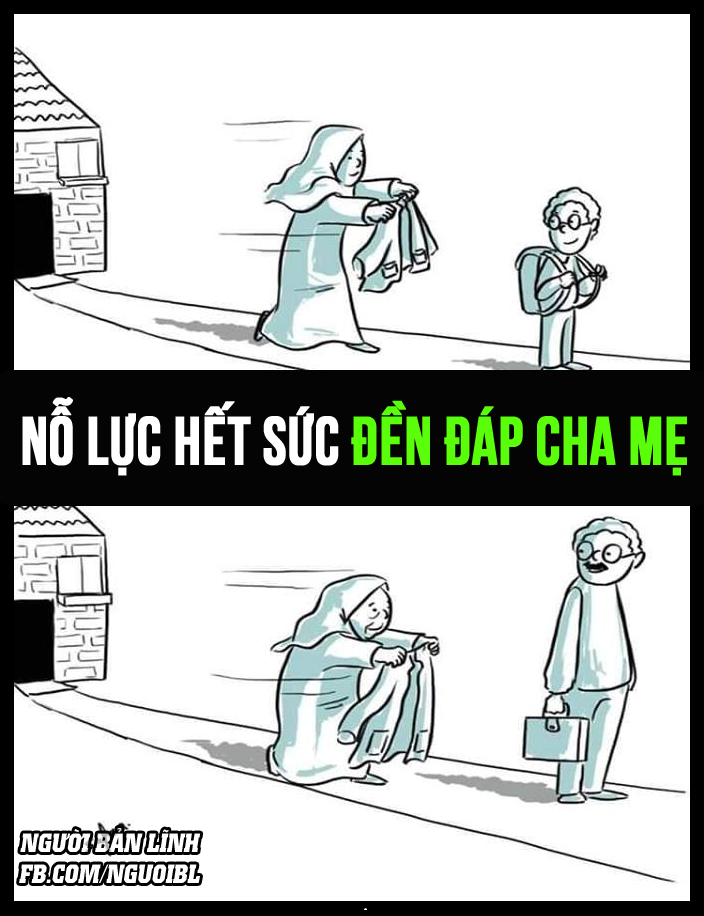 NỖ LỰC HẾT SỨC ĐỀN ĐÁP CHA MẸ
NGƯỜI BẢN LĨNH
FB.COM/NGUOIBL